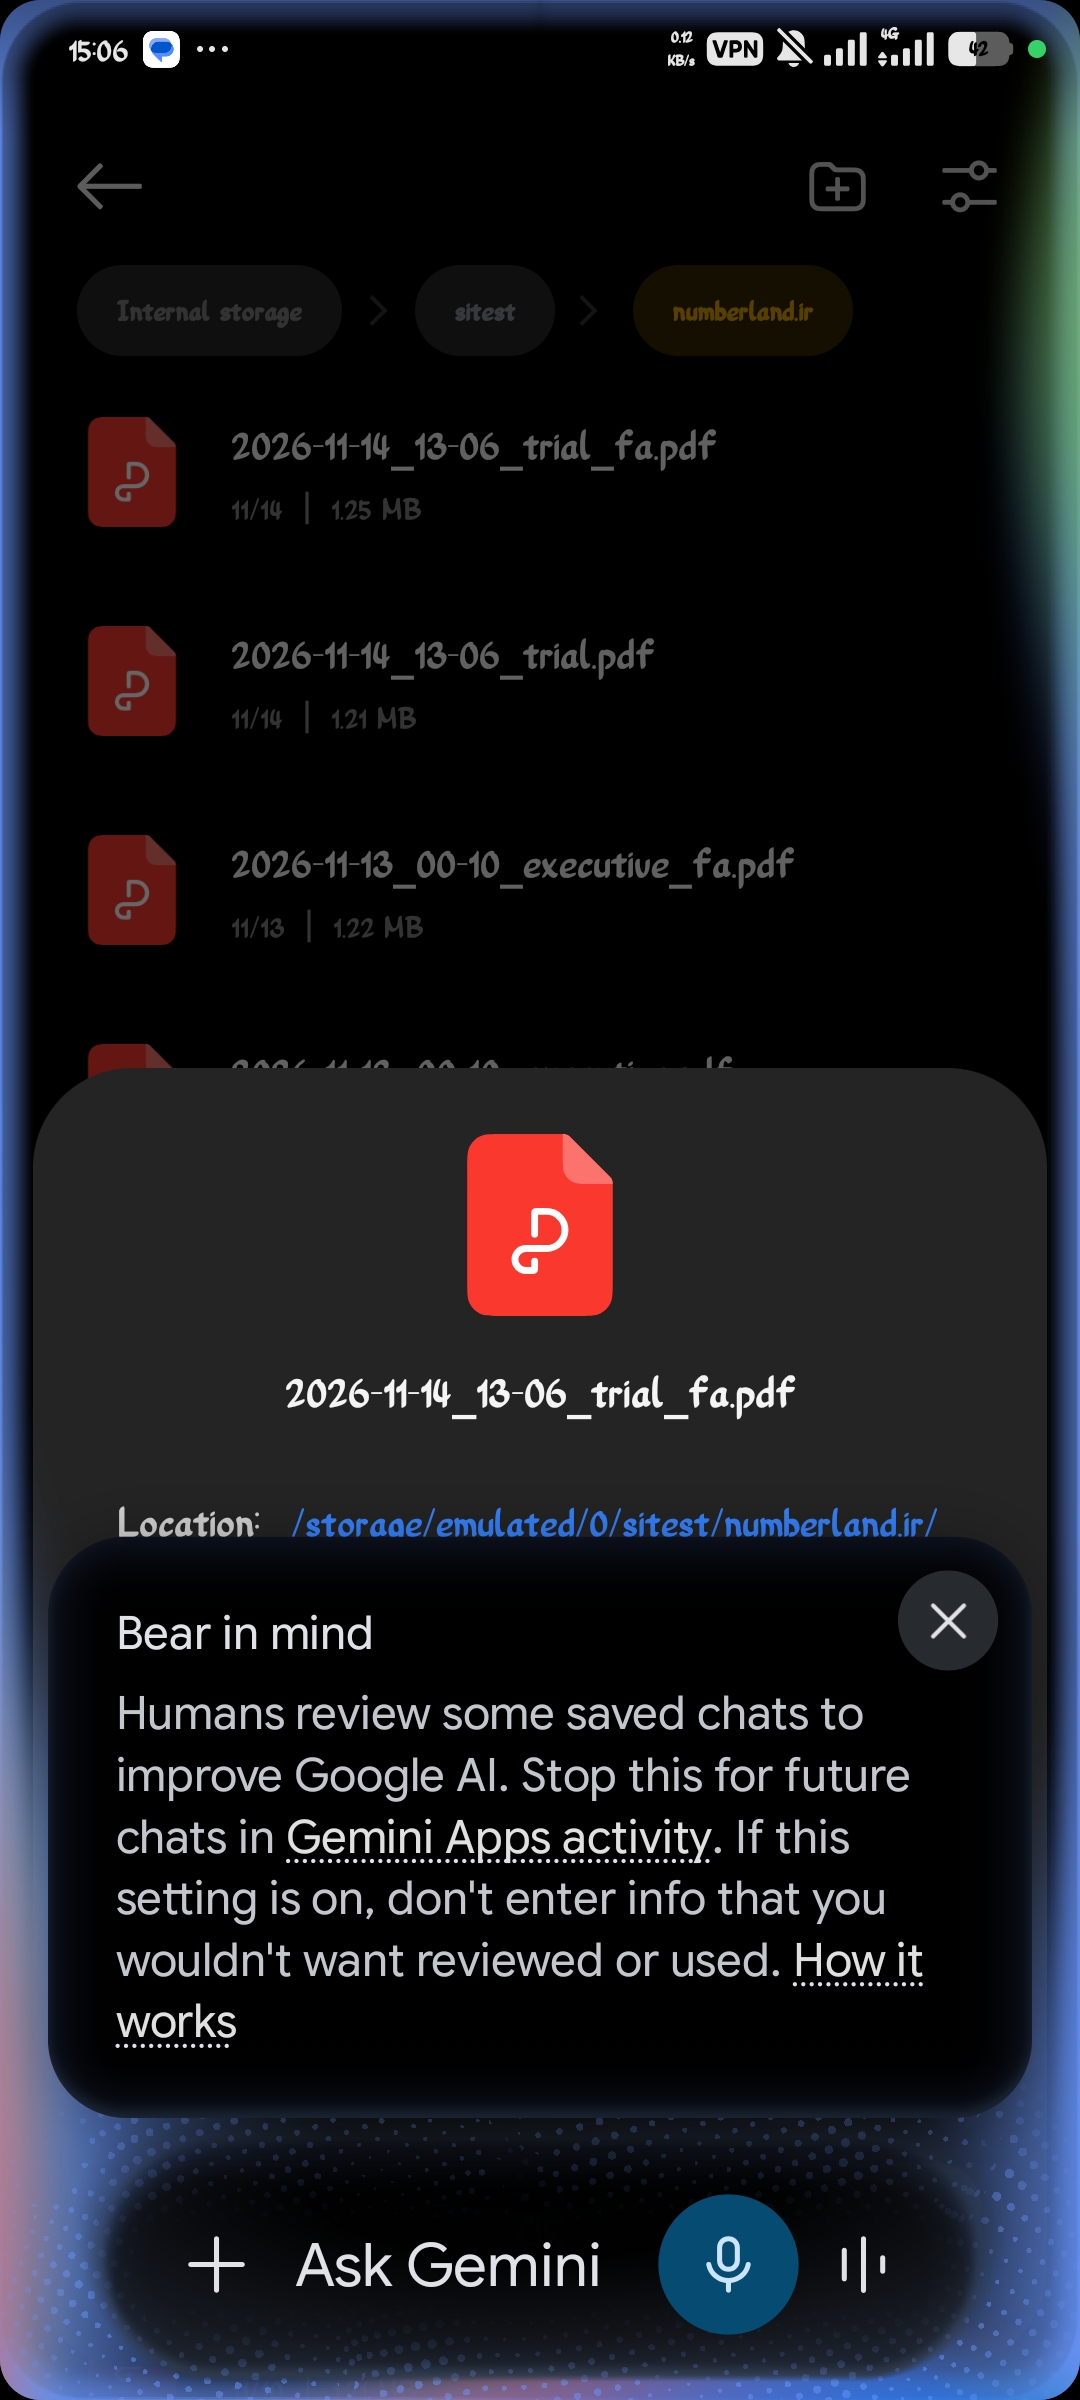 15:06
0.12
KB/s
VPN
4G
42
Internal storage
sitest
numberland.ir
2026-11-14_13-06_trial_fa.pdf
11/14 | 1.25 MB
2026-11-14_13-06_trial.pdf
11/14 | 1.21 MB
2026-11-13_00-10_executive_fa.pdf
11/13 | 1.22 MB
2026-11-14_13-06_trial_fa.pdf
Location: /storage/emulated/0/sitest/numberland.ir/
Bear in mind
Humans review some saved chats to
improve Google AI. Stop this for future
chats in Gemini Apps activity. If this
setting is on, don't enter info that you
wouldn't want reviewed or used. How it
works
Ask Gemini